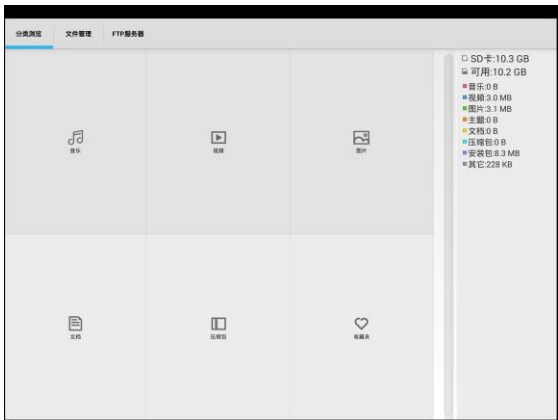 分类浏览 文件管理 FTP服务器
SD卡:10.3 GB
可用:10.2 GB
音乐:0 B
视频:3.0 MB
图片:3.1 MB
主题:0 B
文档:0 B
压缩包:0 B
安装包:8.3 MB
其它:228 KB
音乐 视频 图片
文档 压缩包 收藏夹